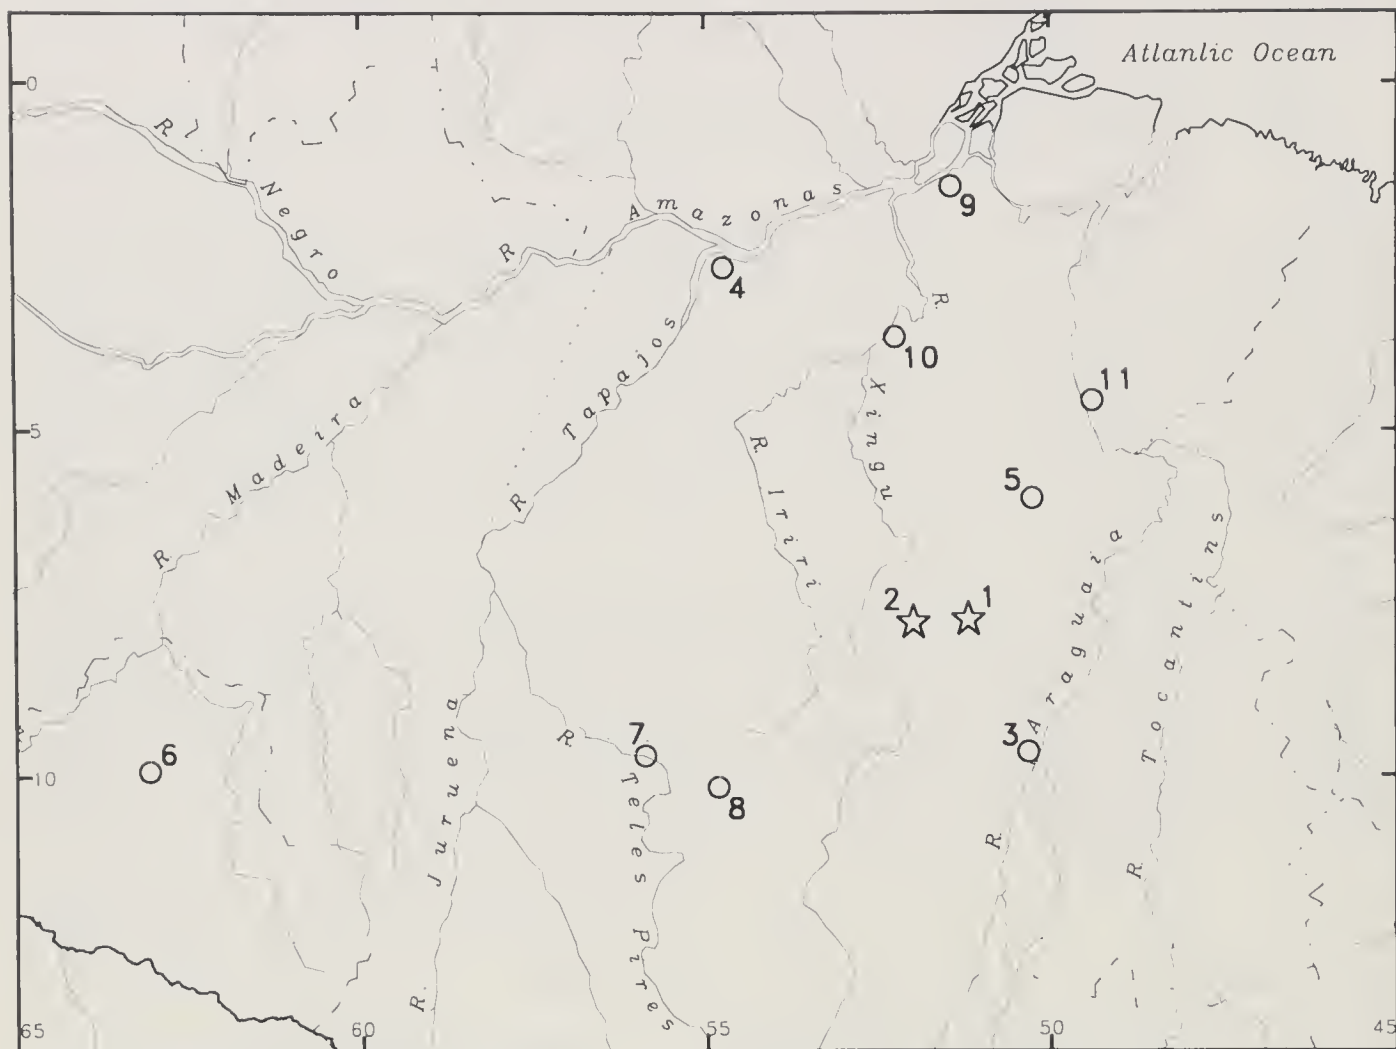 Atlantic Ocean
0
R. Negro
R. Amazonas
9
4
R. Xingu
10
R. Tapajos
11
R. Madeira
5
R. Iriri
5
2
1
R. Araguaia
R. Tocantins
R. Juruena
7
R. Teles Pires
3
6
10
8
65
60
55
50
45